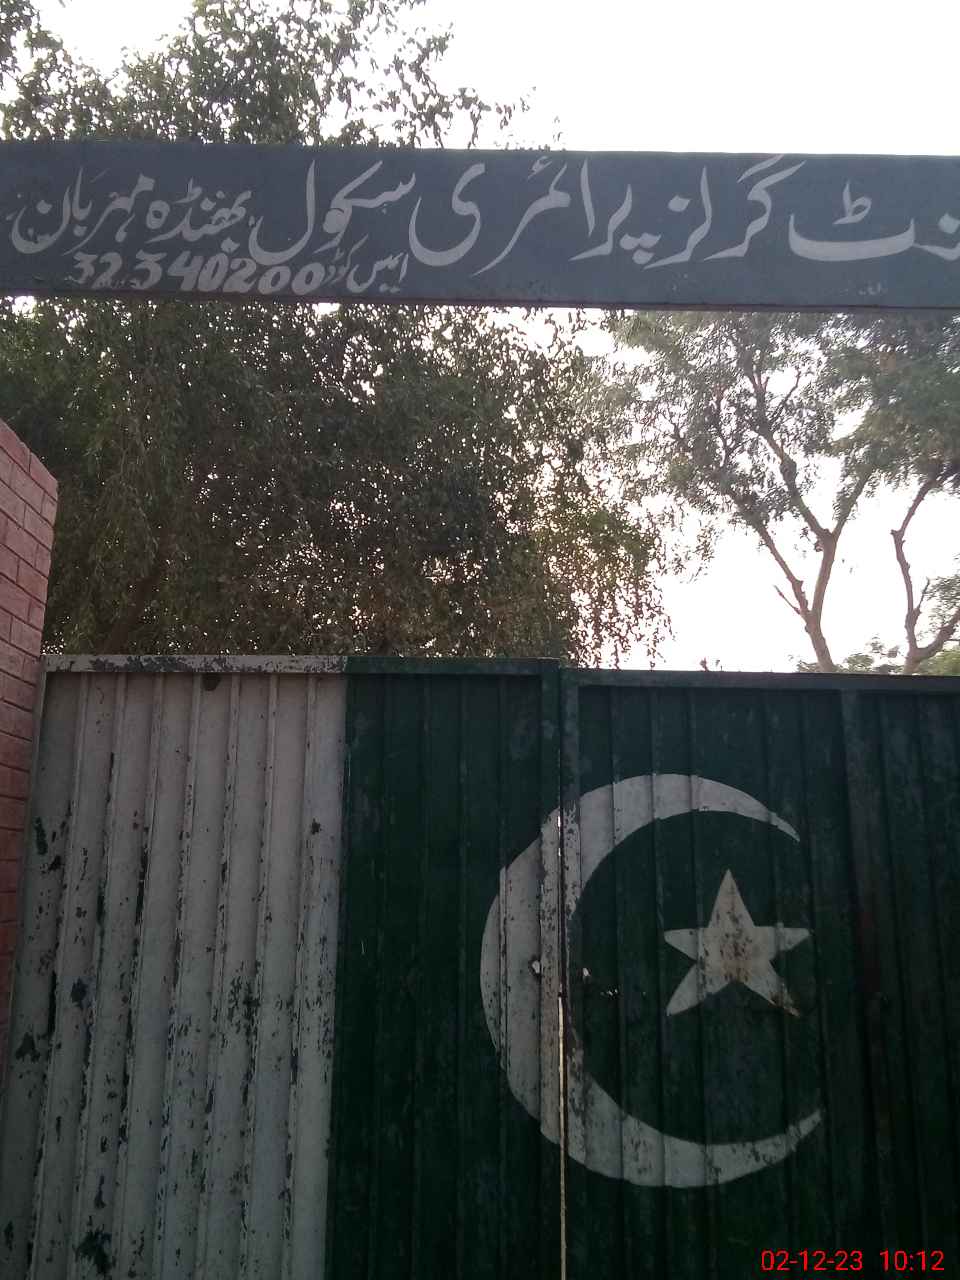 نٹ گرلز پرائمری سکول بھنڈہ مہربان
ایس کوڈ 32340200
02-12-23 10:12